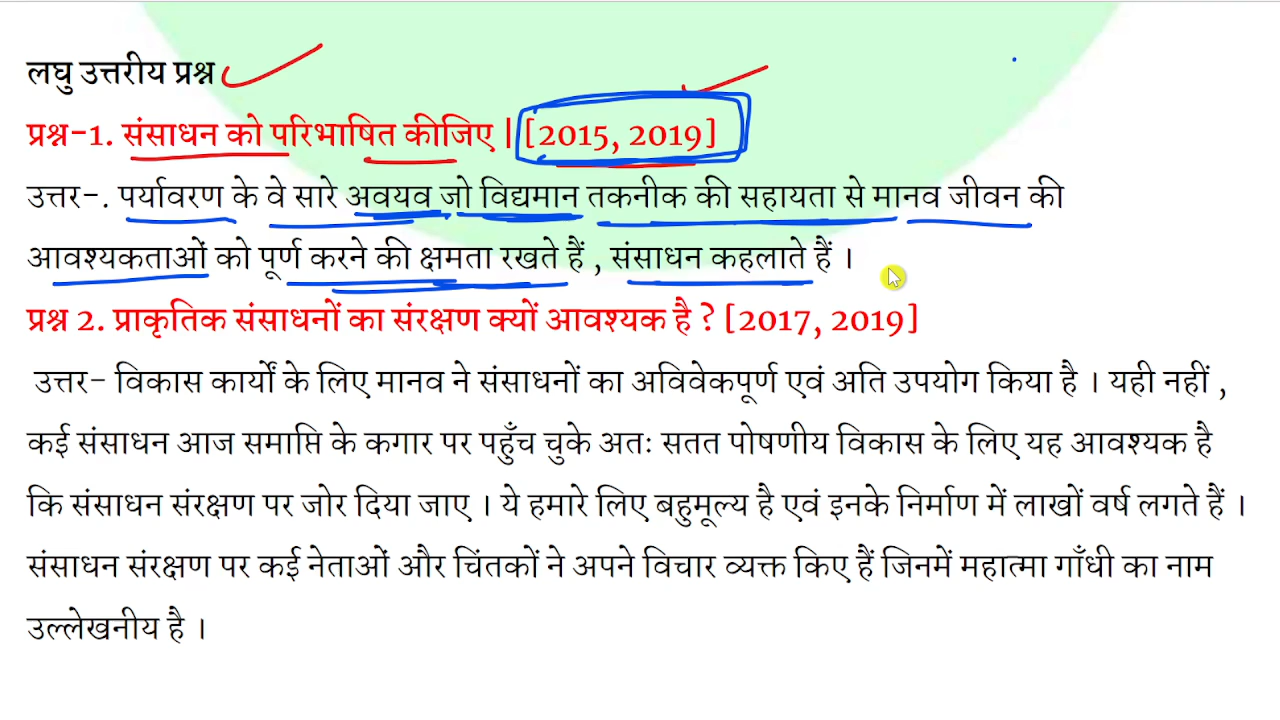 लघु उत्तरीय प्रश्न
प्रश्न-1. संसाधन को परिभाषित कीजिए | [2015, 2019]
उत्तर-. पर्यावरण के वे सारे अवयव जो विद्यमान तकनीक की सहायता से मानव जीवन की
आवश्यकताओं को पूर्ण करने की क्षमता रखते हैं , संसाधन कहलाते हैं ।
प्रश्न 2. प्राकृतिक संसाधनों का संरक्षण क्यों आवश्यक है ? [2017, 2019]
उत्तर- विकास कार्यों के लिए मानव ने संसाधनों का अविवेकपूर्ण एवं अति उपयोग किया है । यही नहीं ,
कई संसाधन आज समाप्ति के कगार पर पहुँच चुके अतः सतत पोषणीय विकास के लिए यह आवश्यक है
कि संसाधन संरक्षण पर जोर दिया जाए । ये हमारे लिए बहुमूल्य है एवं इनके निर्माण में लाखों वर्ष लगते हैं ।
संसाधन संरक्षण पर कई नेताओं और चिंतकों ने अपने विचार व्यक्त किए हैं जिनमें महात्मा गाँधी का नाम
उल्लेखनीय है ।